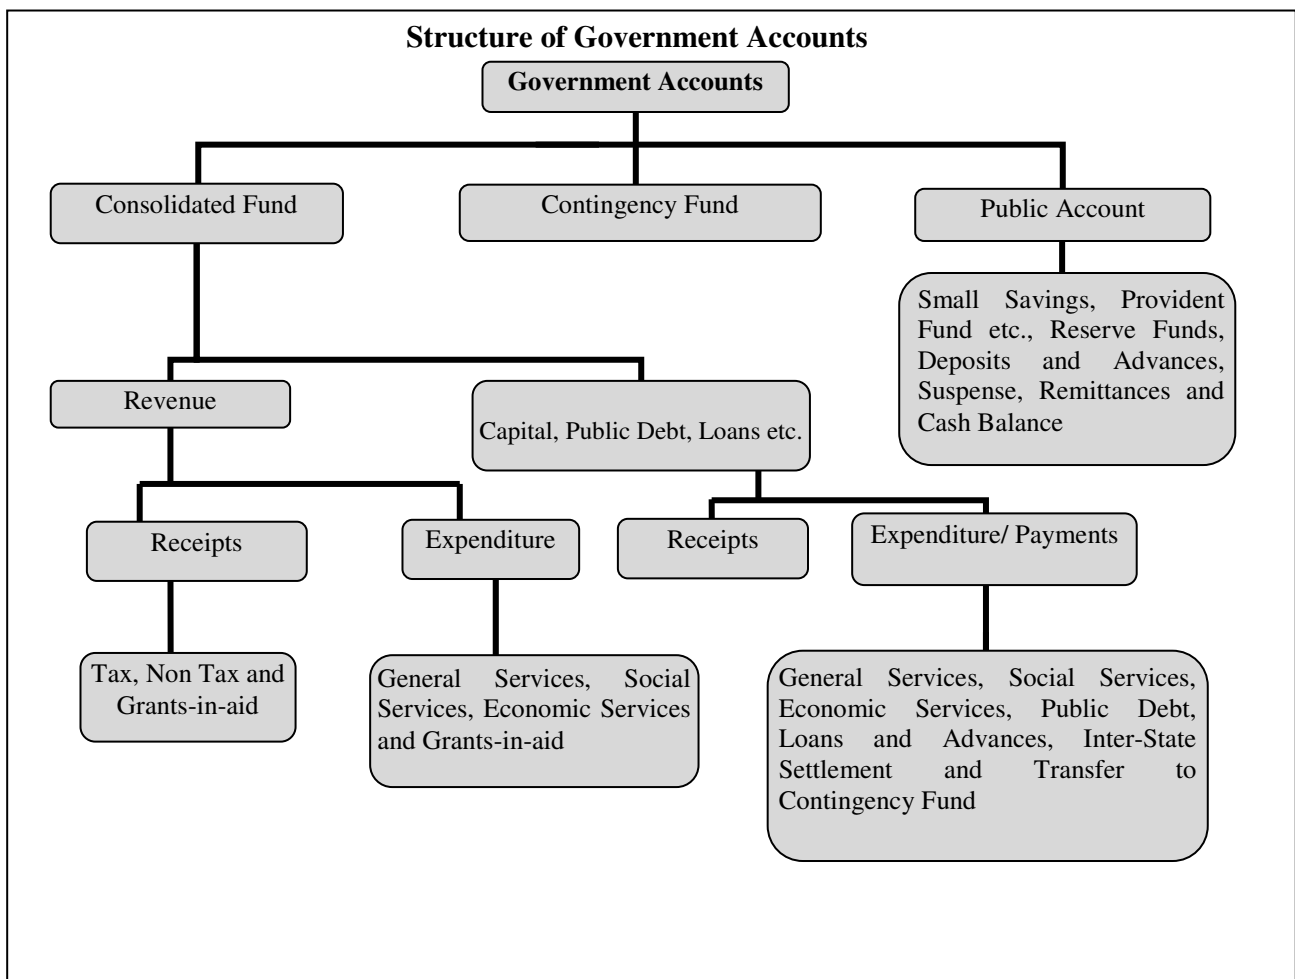 Structure of Government Accounts
Government Accounts
Consolidated Fund
Contingency Fund
Public Account
Small Savings, Provident
Fund etc., Reserve Funds,
Deposits and Advances,
Suspense, Remittances and
Cash Balance
Revenue
Capital, Public Debt, Loans etc.
Receipts
Expenditure
Receipts
Expenditure/ Payments
Tax, Non Tax and
Grants-in-aid
General Services, Social
Services, Economic Services
and Grants-in-aid
General Services, Social Services,
Economic Services, Public Debt,
Loans and Advances, Inter-State
Settlement and Transfer to
Contingency Fund